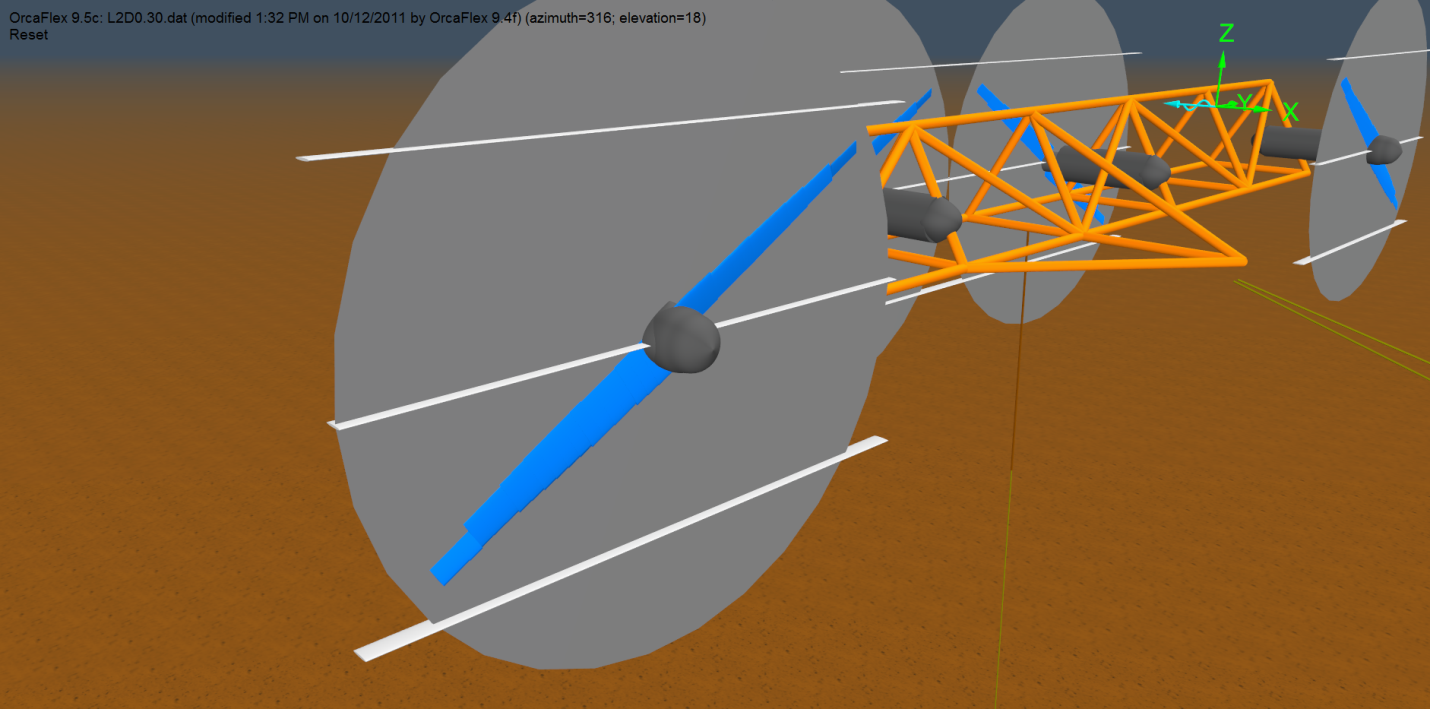 OrcaFlex 9.5c: L2D0.30.dat (modified 1:32 PM on 10/12/2011 by OrcaFlex 9.4f) (azimuth=316; elevation=18)
Reset
Z
Y
X